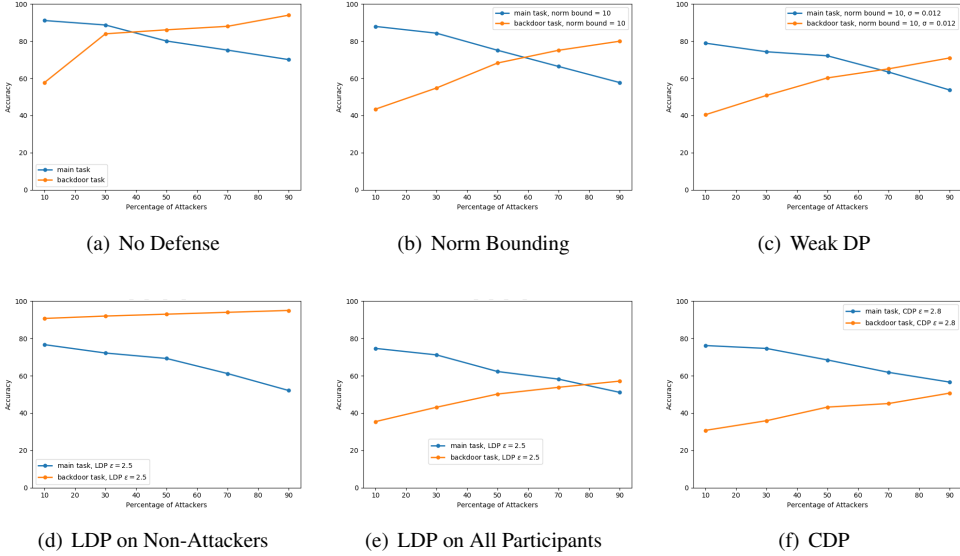 100
80
60
40
20
0
Accuracy
main task
backdoor task
10 20 30 40 50 60 70 80 90
Percentage of Attackers
(a) No Defense
100
80
60
40
20
0
Accuracy
main task, norm bound = 10
backdoor task, norm bound = 10
10 20 30 40 50 60 70 80 90
Percentage of Attackers
(b) Norm Bounding
100
80
60
40
20
0
Accuracy
main task, norm bound = 10, σ = 0.012
backdoor task, norm bound = 10, σ = 0.012
10 20 30 40 50 60 70 80 90
Percentage of Attackers
(c) Weak DP
100
80
60
40
20
0
Accuracy
main task, LDP ε = 2.5
backdoor task, LDP ε = 2.5
10 20 30 40 50 60 70 80 90
Percentage of Attackers
(d) LDP on Non-Attackers
100
80
60
40
20
0
Accuracy
main task, LDP ε = 2.5
backdoor task, LDP ε = 2.5
10 20 30 40 50 60 70 80 90
Percentage of Attackers
(e) LDP on All Participants
100
80
60
40
20
0
Accuracy
main task, CDP ε = 2.8
backdoor task, CDP ε = 2.8
10 20 30 40 50 60 70 80 90
Percentage of Attackers
(f) CDP